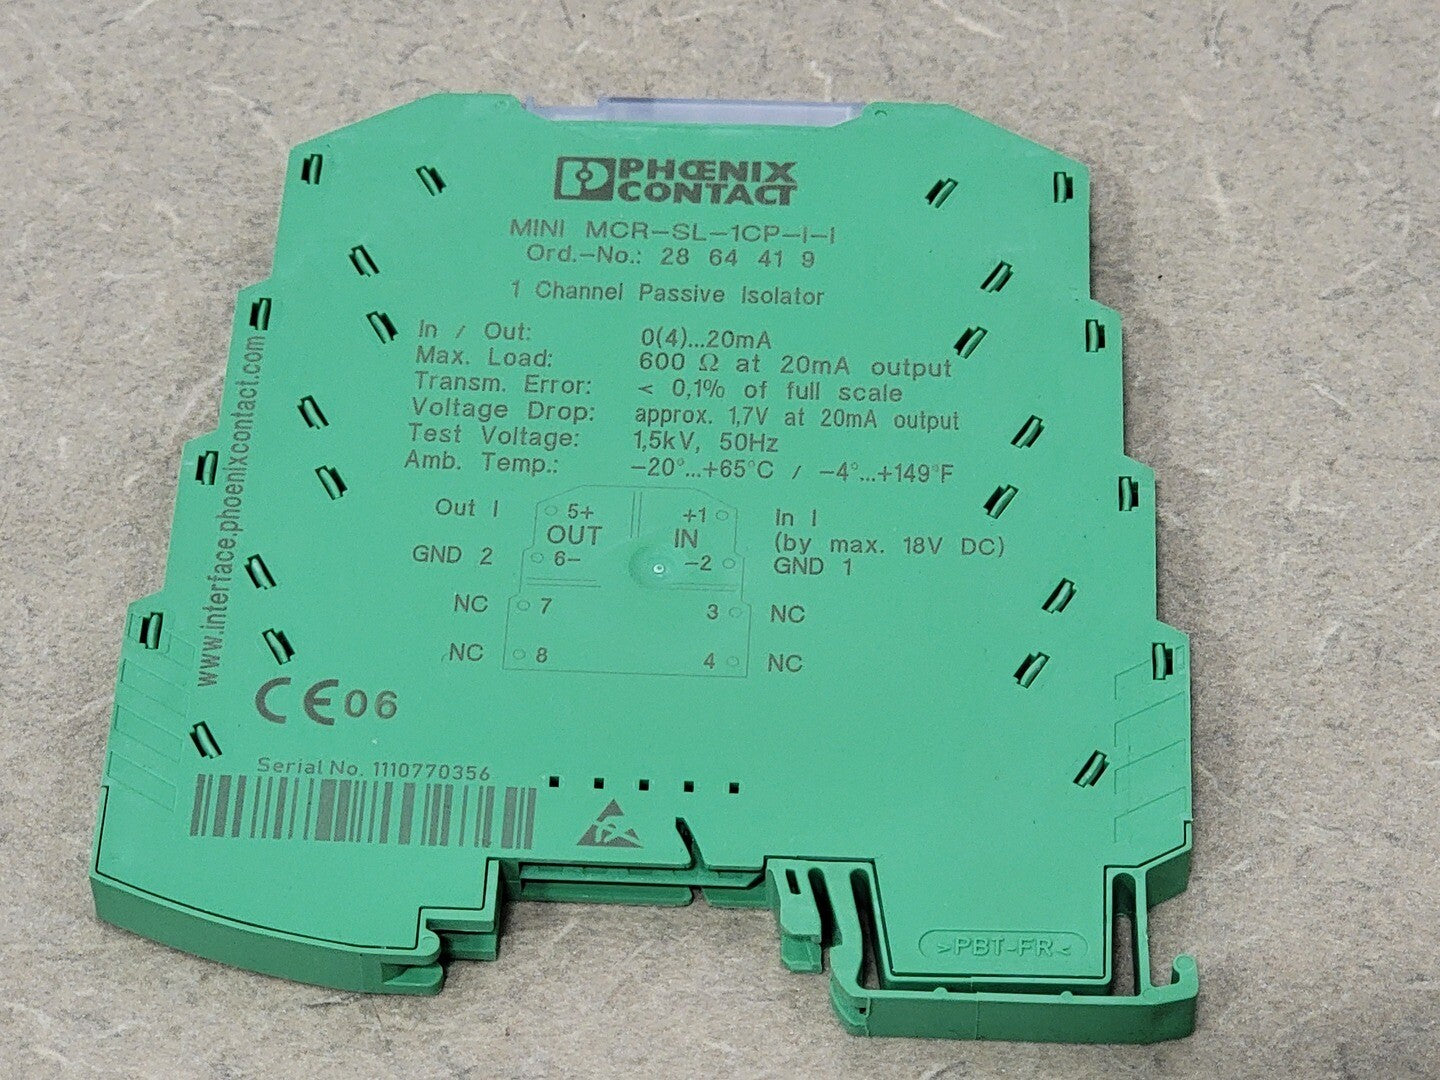 PHŒNIX
CONTACT
MINI MCR-SL-1CP-I-I
Ord.-No.: 28 64 41 9
1 Channel Passive Isolator
In / Out: 0(4)...20mA
Max. Load: 600 Ω at 20mA output
Transm. Error: < 0,1% of full scale
Voltage Drop: approx. 1,7V at 20mA output
Test Voltage: 1,5kV, 50Hz
Amb. Temp.: -20°...+65°C / -4°...+149°F
www.interface.phoenixcontact.com
Out I 5+ +1 In I
OUT IN (by max. 18V DC)
GND 2 6- -2 GND 1
NC 7 3 NC
NC 8 4 NC
CE06
Serial No. 1110770356
>PBT-FR<